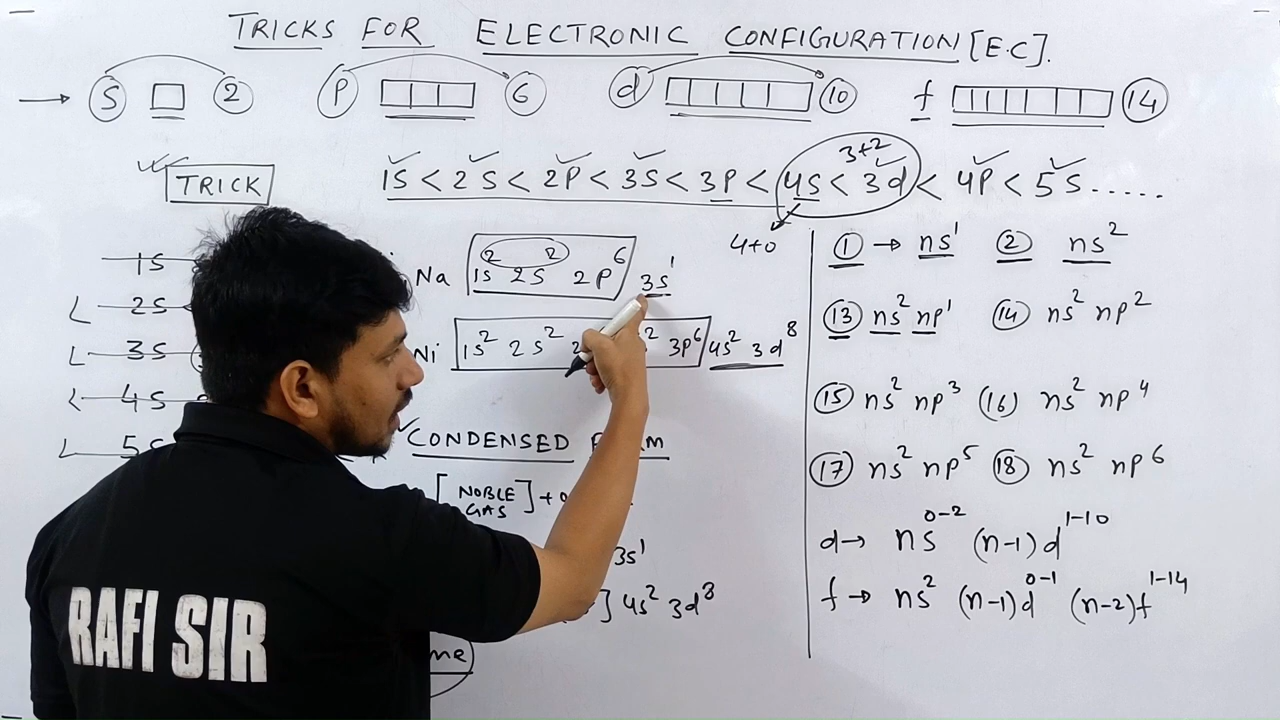 TRICKS FOR ELECTRONIC CONFIGURATION [E.C].
S 2 P 6 d 10 f 14
3+2
TRICK 1S < 2S < 2P < 3S < 3P < 4S < 3d < 4P < 5S .....
4+0
1S
< 2S
< 3S
< 4S
< 5S
Na 1s² 2s² 2p⁶ 3s¹
Ni 1s² 2s² 2 ² 3p⁶ 4s² 3d⁸
CONDENSED
[NOBLE GAS] +
3s¹
] 4s² 3d⁸
RAFI SIR
① → ns¹ ② ns²
⑬ ns² np¹ ⑭ ns² np²
⑮ ns² np³ ⑯ ns² np⁴
⑰ ns² np⁵ ⑱ ns² np⁶
d → ns⁰⁻² (n-1)d¹⁻¹⁰
f → ns² (n-1)d⁰⁻¹ (n-2)f¹⁻¹⁴